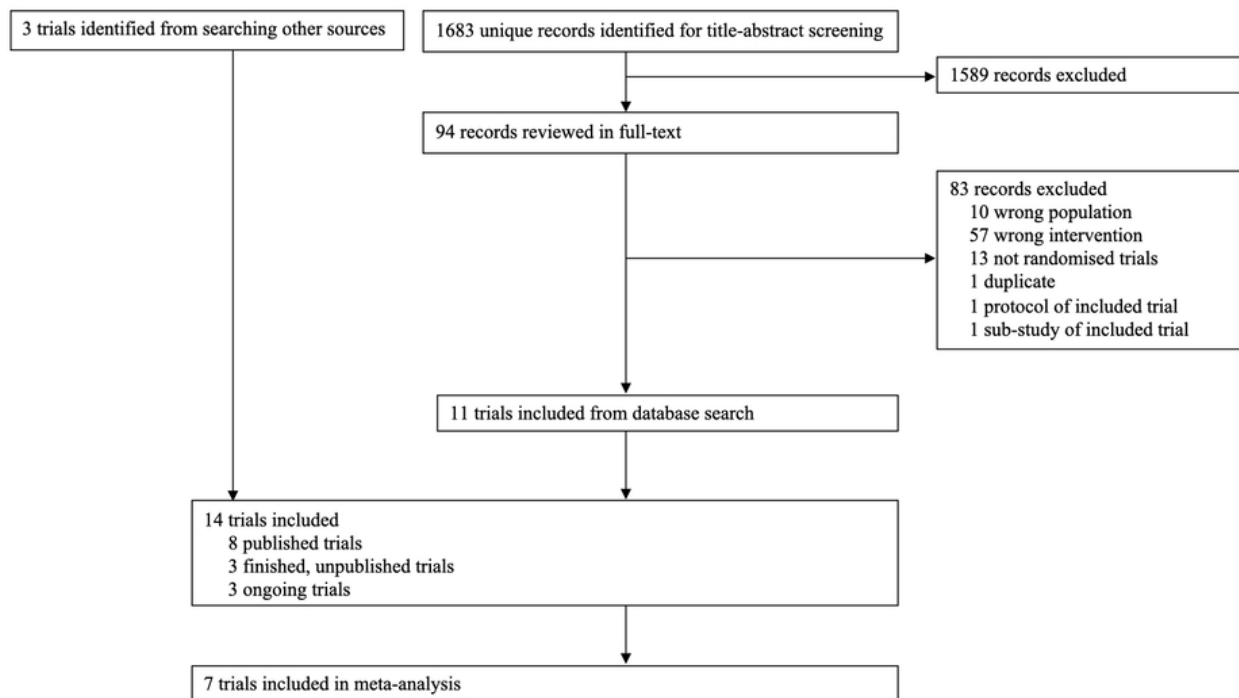 3 trials identified from searching other sources
1683 unique records identified for title-abstract screening
1589 records excluded
94 records reviewed in full-text
83 records excluded
10 wrong population
57 wrong intervention
13 not randomised trials
1 duplicate
1 protocol of included trial
1 sub-study of included trial
11 trials included from database search
14 trials included
8 published trials
3 finished, unpublished trials
3 ongoing trials
7 trials included in meta-analysis